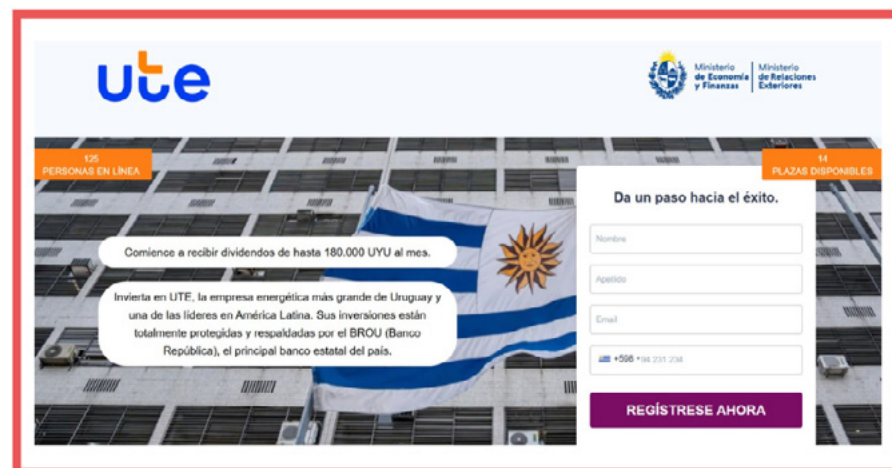 ute
Ministerio
de Economía
y Finanzas
Ministerio
de Relaciones
Exteriores
125
PERSONAS EN LÍNEA
14
PLAZAS DISPONIBLES
Comience a recibir dividendos de hasta 180.000 UYU al mes.
Invierta en UTE, la empresa energética más grande de Uruguay y
una de las líderes en América Latina. Sus inversiones están
totalmente protegidas y respaldadas por el BROU (Banco
República), el principal banco estatal del país.
Da un paso hacia el éxito.
Nombre
Apellido
Email
+598 94 231 234
REGÍSTRESE AHORA